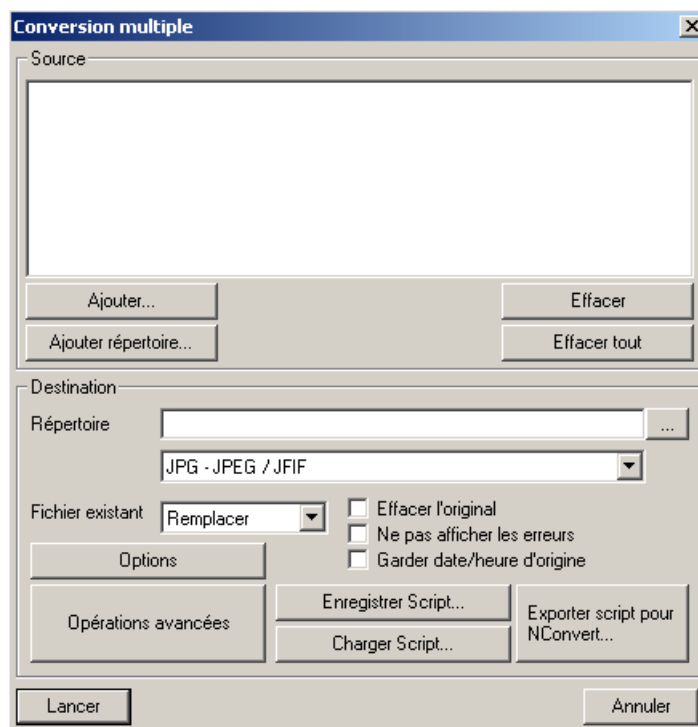 Conversion multiple
Source
Ajouter...
Effacer
Ajouter répertoire...
Effacer tout
Destination
Répertoire
...
JPG - JPEG / JFIF
Fichier existant
Remplacer
Effacer l'original
Ne pas afficher les erreurs
Garder date/heure d'origine
Options
Opérations avancées
Enregistrer Script...
Charger Script...
Exporter script pour
NConvert...
Lancer
Annuler